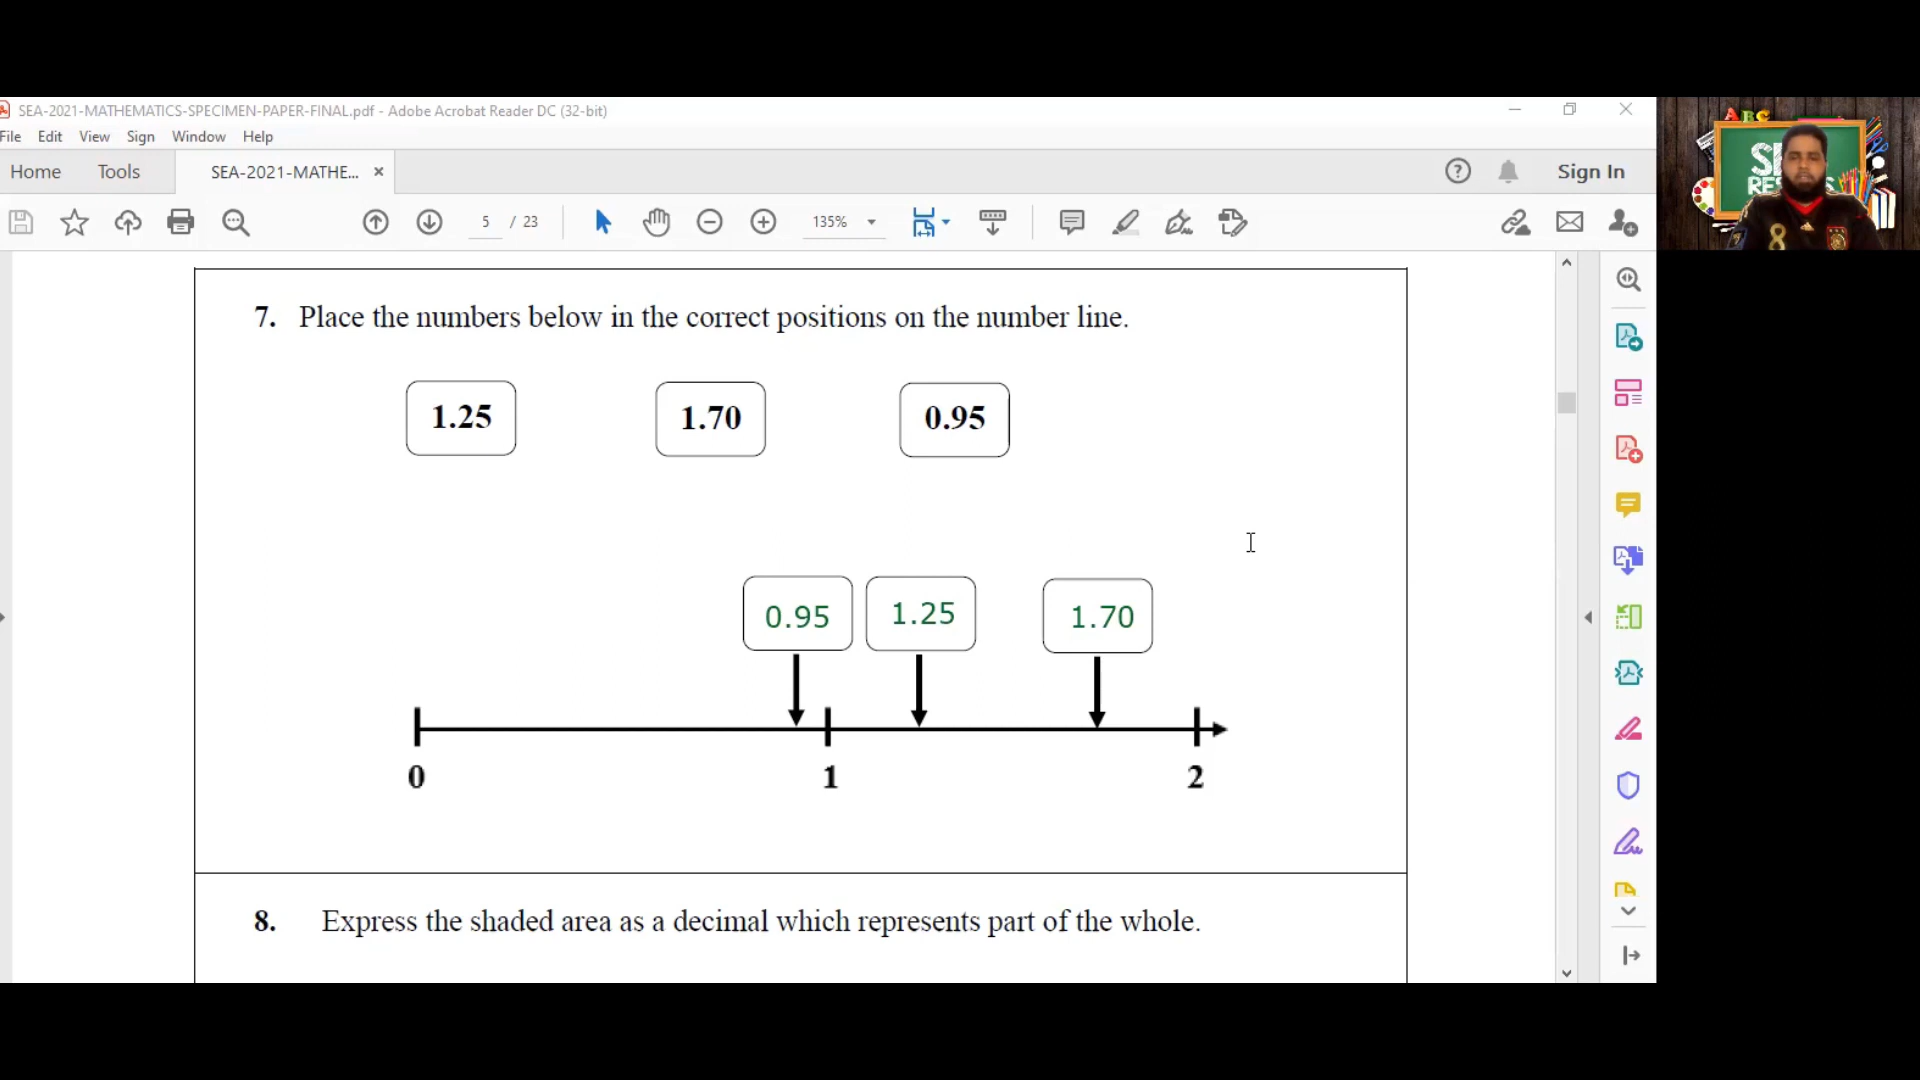 SEA-2021-MATHEMATICS-SPECIMEN-PAPER-FINAL.pdf - Adobe Acrobat Reader DC (32-bit)
File Edit View Sign Window Help
Home Tools SEA-2021-MATHE... × Sign In
5 / 23 135%
ABC
7. Place the numbers below in the correct positions on the number line.
1.25 1.70 0.95
0.95 1.25 1.70
0 1 2
8. Express the shaded area as a decimal which represents part of the whole.
8